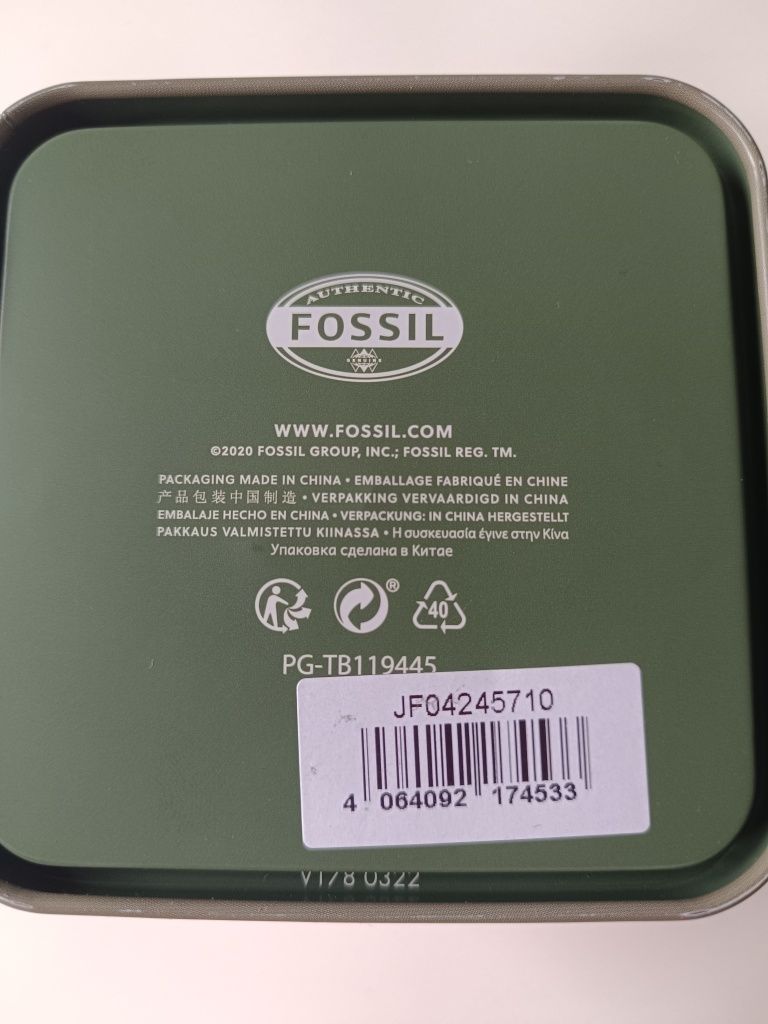 AUTHENTIC
FOSSIL
GENUINE
WWW.FOSSIL.COM
©2020 FOSSIL GROUP, INC.; FOSSIL REG. TM.
PACKAGING MADE IN CHINA • EMBALLAGE FABRIQUÉ EN CHINE
产品包装中国制造 • VERPAKKING VERVAARDIGD IN CHINA
EMBALAJE HECHO EN CHINA • VERPACKUNG: IN CHINA HERGESTELLT
PAKKAUS VALMISTETTU KIINASSA • Η συσκευασία έγινε στην Κίνα
Упаковка сделана в Китае
®
40
PG-TB119445
JF04245710
4 064092 174533
V178 0322